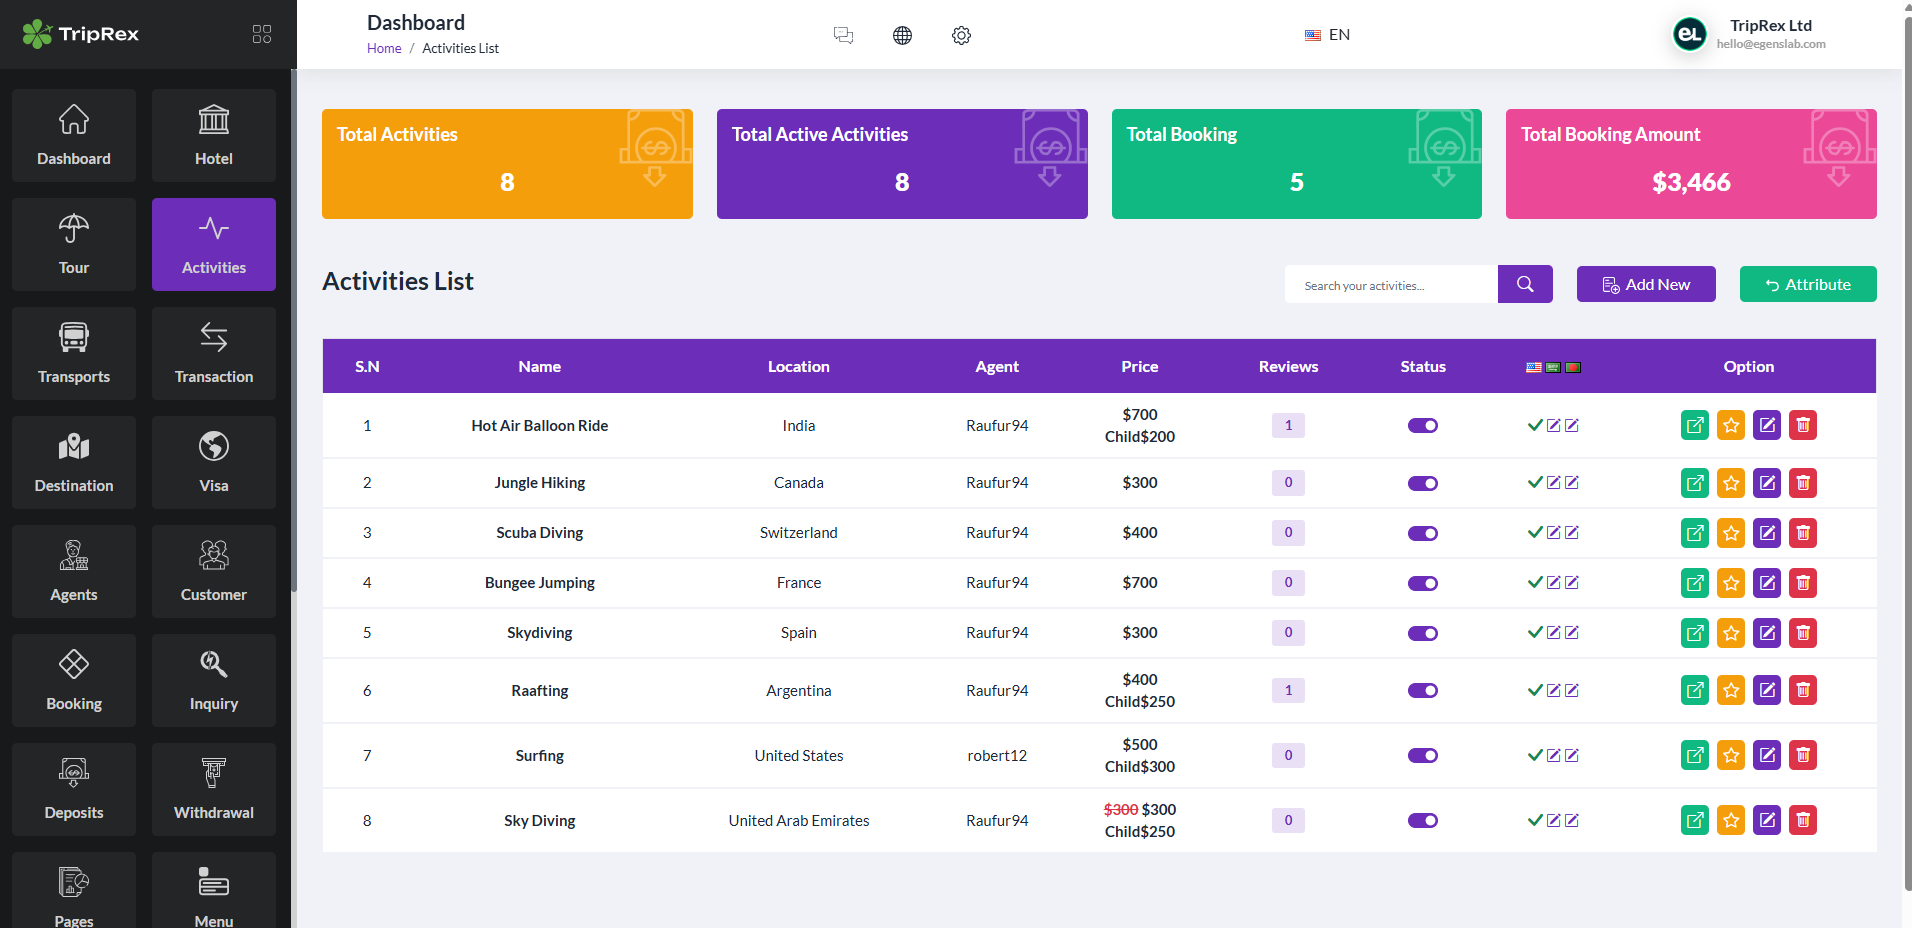 TripRex
Dashboard
Home / Activities List
EN
eL
TripRex Ltd
hello@egenslab.com
Dashboard
Hotel
Tour
Activities
Transports
Transaction
Destination
Visa
Agents
Customer
Booking
Inquiry
Deposits
Withdrawal
Pages
Menu
Total Activities
8
Total Active Activities
8
Total Booking
5
Total Booking Amount
$3,466
Activities List
Search your activities...
Add New
Attribute
S.N Name Location Agent Price Reviews Status Option
1 Hot Air Balloon Ride India Raufur94 $700 1
Child$200
2 Jungle Hiking Canada Raufur94 $300 0
3 Scuba Diving Switzerland Raufur94 $400 0
4 Bungee Jumping France Raufur94 $700 0
5 Skydiving Spain Raufur94 $300 0
6 Raafting Argentina Raufur94 $400 1
Child$250
7 Surfing United States robert12 $500 0
Child$300
8 Sky Diving United Arab Emirates Raufur94 $300 $300 0
Child$250